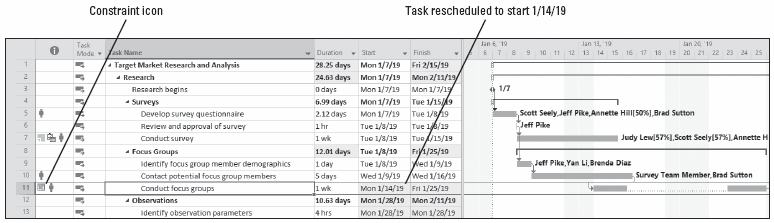 Constraint icon
Task rescheduled to start 1/14/19
Task Mode Task Name Duration Start Finish
Jan 6, '19 Jan 13, '19 Jan 20, '19
6 7 8 9 10 11 12 13 14 15 16 17 18 19 20 21 22 23 24 25
1 Target Market Research and Analysis 28.25 days Mon 1/7/19 Fri 2/15/19
2 Research 24.63 days Mon 1/7/19 Mon 2/11/19
3 Research begins 0 days Mon 1/7/19 Mon 1/7/19 1/7
4 Surveys 6.99 days Mon 1/7/19 Tue 1/15/19
5 Develop survey questionnaire 2.12 days Mon 1/7/19 Tue 1/8/19 Scott Seely,Jeff Pike,Annette Hill[50%],Brad Sutton
6 Review and approval of survey 1 hr Tue 1/8/19 Tue 1/8/19 Jeff Pike
7 Conduct survey 1 wk Tue 1/8/19 Tue 1/15/19 Judy Lew[57%],Scott Seely[57%],Annette H
8 Focus Groups 12.01 days Tue 1/8/19 Fri 1/25/19
9 Identify focus group member demographics 1 day Tue 1/8/19 Wed 1/9/19 Jeff Pike,Yan Li,Brenda Diaz
10 Contact potential focus group members 5 days Wed 1/9/19 Wed 1/16/19 Survey Team Member,Brad Sutton
11 Conduct focus groups 1 wk Mon 1/14/19 Fri 1/25/19
12 Observations 10.63 days Mon 1/28/19 Mon 2/11/19
13 Identify observation parameters 4 hrs Mon 1/28/19 Mon 1/28/19